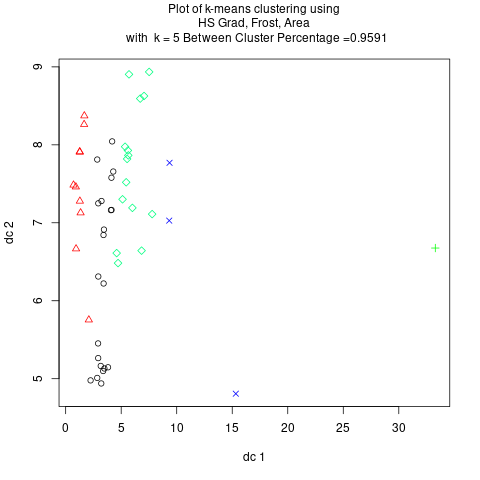 Plot of k-means clustering using
HS Grad, Frost, Area
with k = 5 Between Cluster Percentage =0.9591
9
8
7
6
5
dc 2
0 5 10 15 20 25 30
dc 1